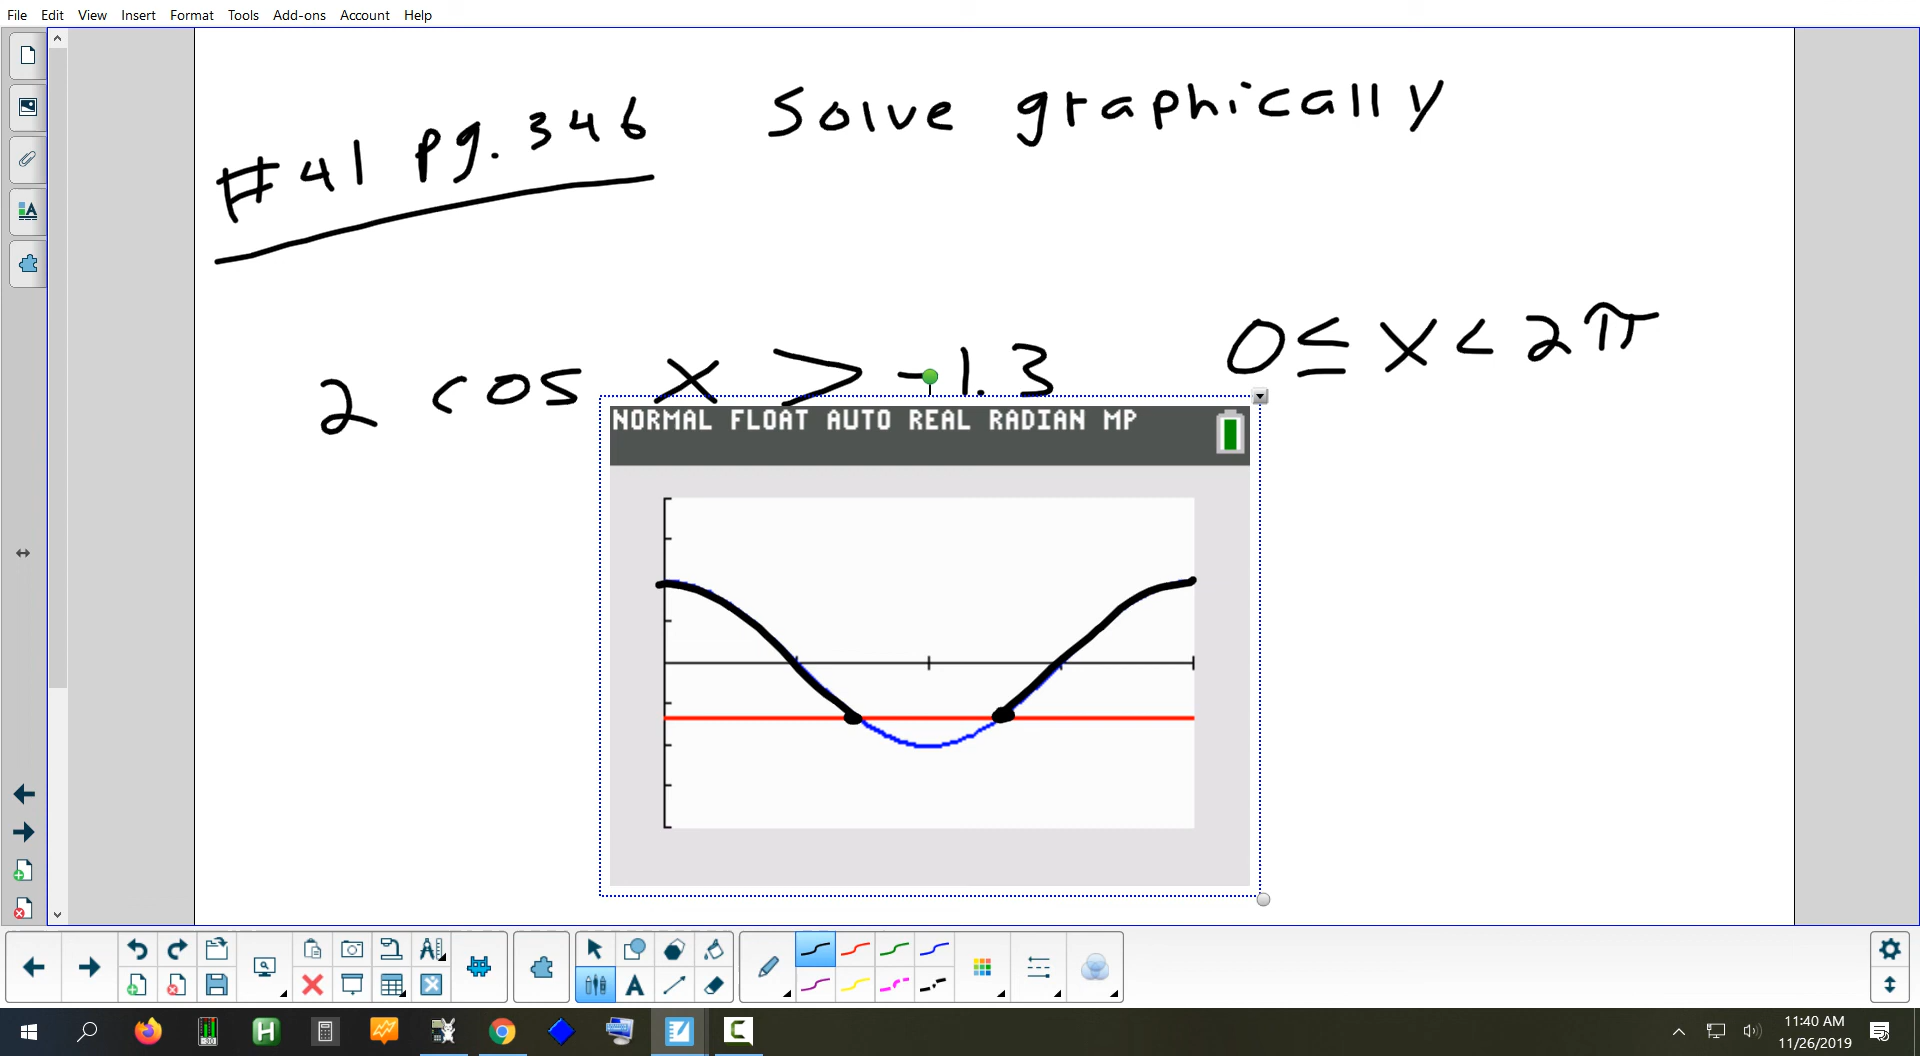 File Edit View Insert Format Tools Add-ons Account Help
#41 pg. 346 Solve graphically
2 cos x > -1.3 0 ≤ x < 2π
NORMAL FLOAT AUTO REAL RADIAN MP
11:40 AM
11/26/2019